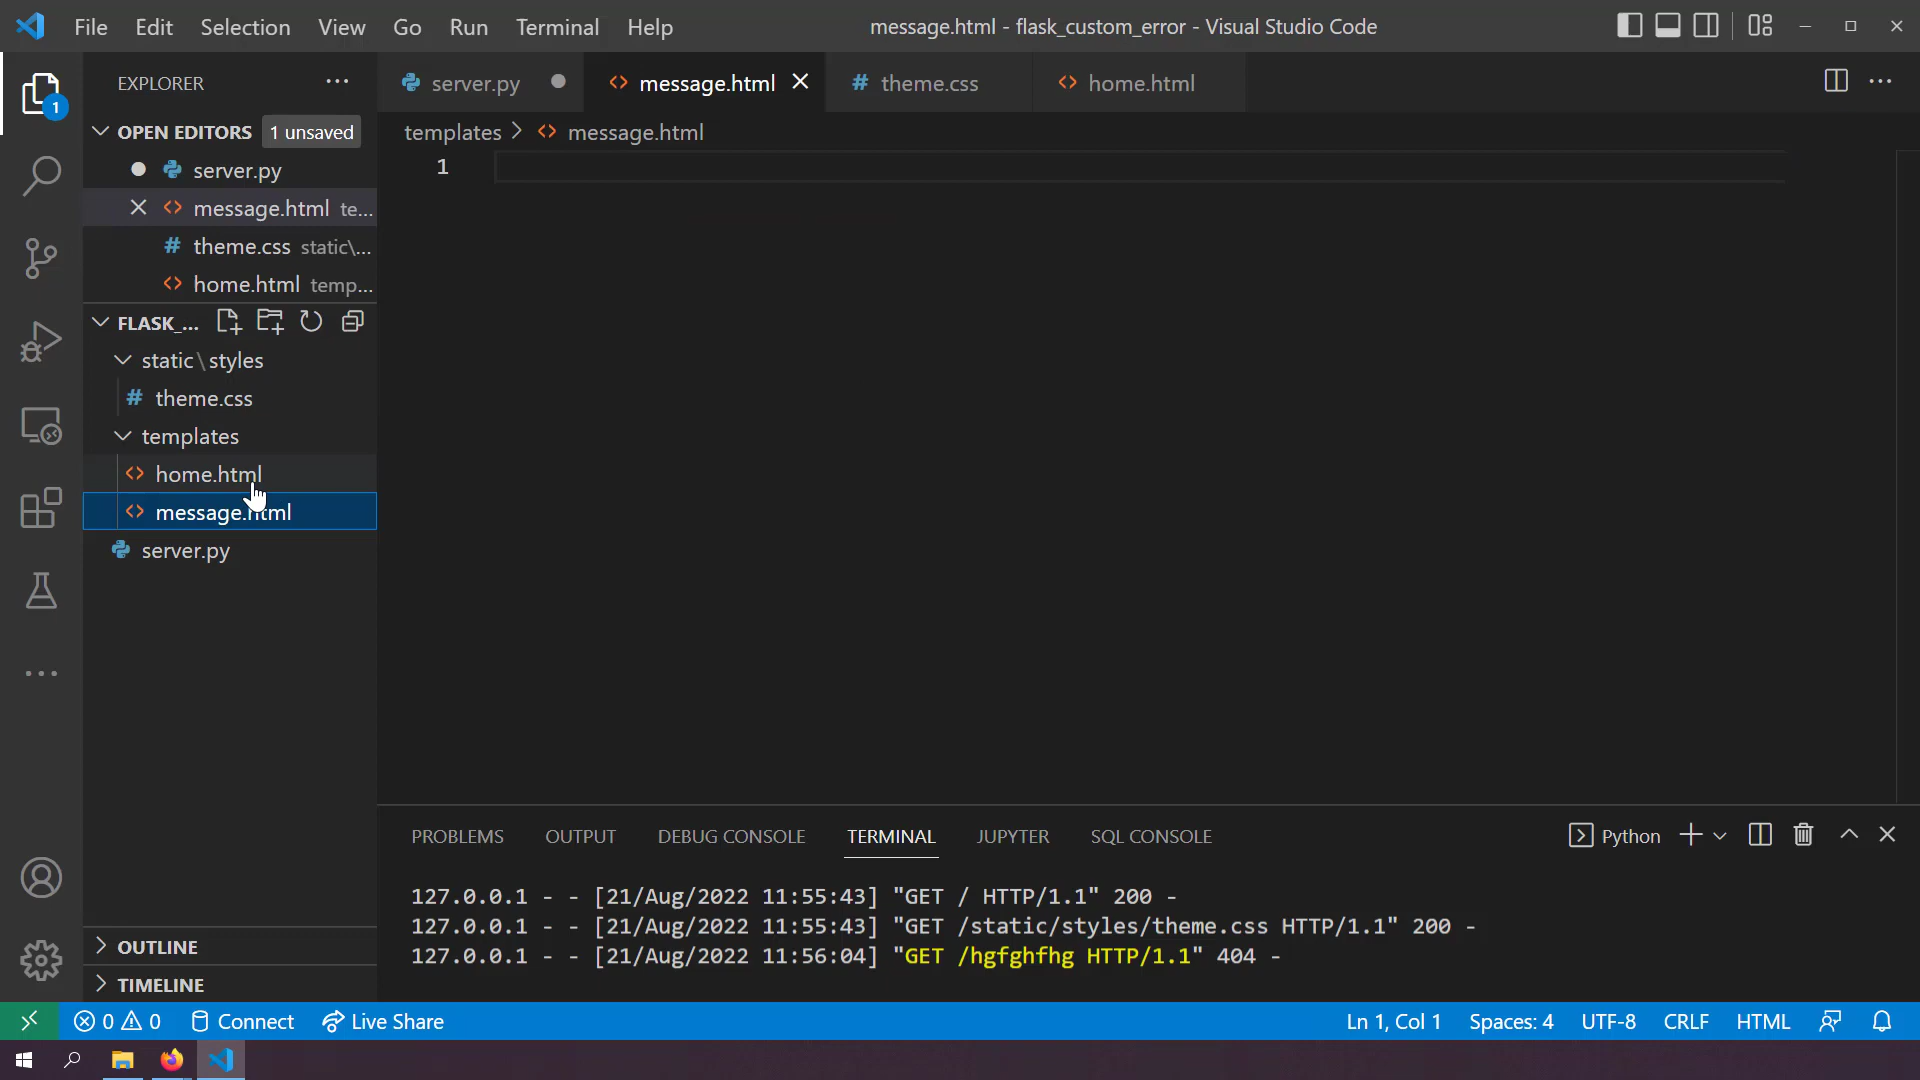 File Edit Selection View Go Run Terminal Help
message.html - flask_custom_error - Visual Studio Code
1
EXPLORER
OPEN EDITORS 1 unsaved
server.py
message.html te...
theme.css static\...
home.html temp...
FLASK_...
static\styles
theme.css
templates
home.html
message.html
server.py
OUTLINE
TIMELINE
server.py message.html theme.css home.html
templates message.html
1
PROBLEMS OUTPUT DEBUG CONSOLE TERMINAL JUPYTER SQL CONSOLE
Python
127.0.0.1 - - [21/Aug/2022 11:55:43] "GET / HTTP/1.1" 200 -
127.0.0.1 - - [21/Aug/2022 11:55:43] "GET /static/styles/theme.css HTTP/1.1" 200 -
127.0.0.1 - - [21/Aug/2022 11:56:04] "GET /hgfghfhg HTTP/1.1" 404 -
0 0 Connect Live Share
Ln 1, Col 1 Spaces: 4 UTF-8 CRLF HTML